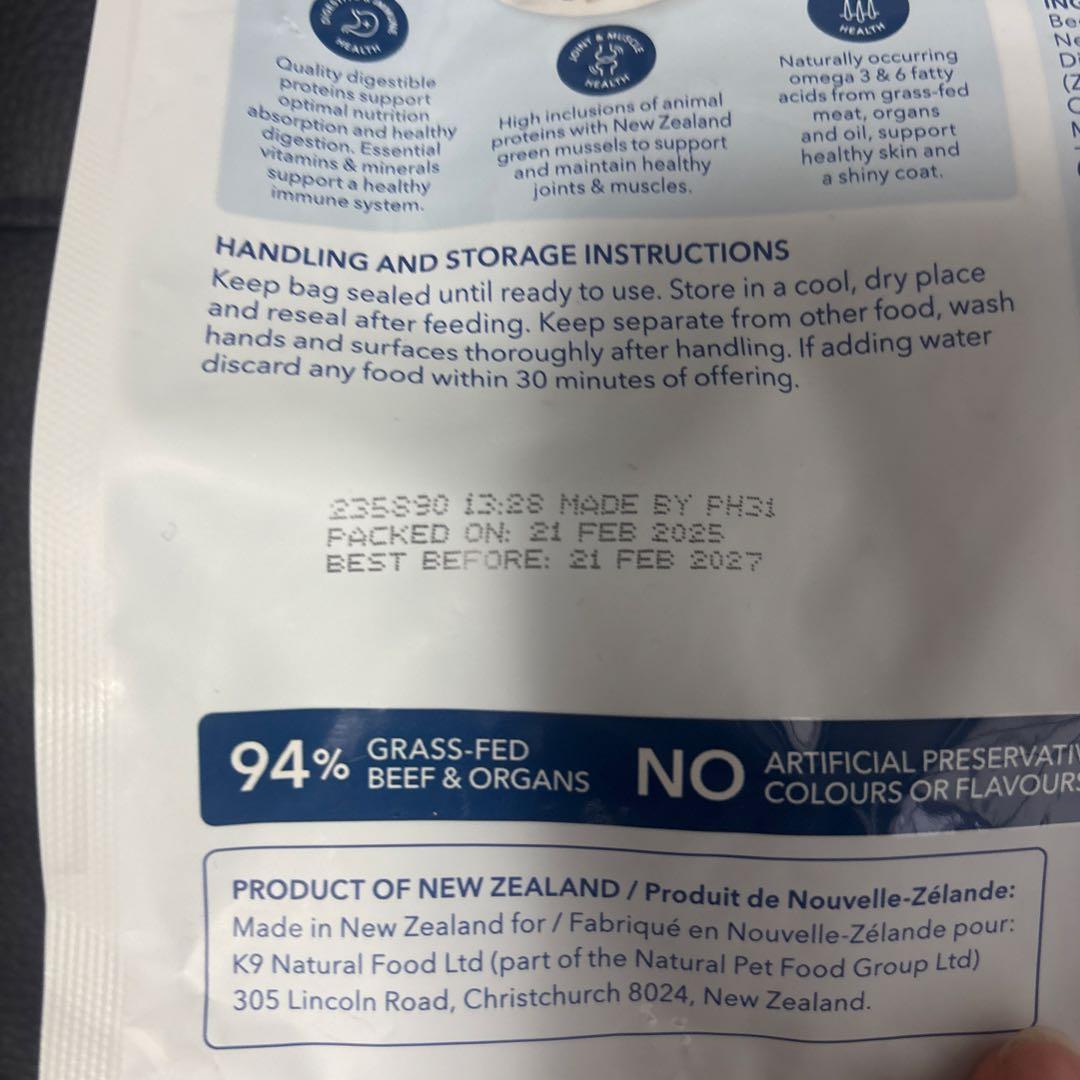 HEALTH
Quality digestible
proteins support
optimal nutrition
absorption and healthy
digestion. Essential
vitamins & minerals
support a healthy
immune system.
JOINT & MUSCLE
HEALTH
High inclusions of animal
proteins with New Zealand
green mussels to support
and maintain healthy
joints & muscles.
HEALTH
Naturally occurring
omega 3 & 6 fatty
acids from grass-fed
meat, organs
and oil, support
healthy skin and
a shiny coat.
HANDLING AND STORAGE INSTRUCTIONS
Keep bag sealed until ready to use. Store in a cool, dry place
and reseal after feeding. Keep separate from other food, wash
hands and surfaces thoroughly after handling. If adding water
discard any food within 30 minutes of offering.
235890 13:28 MADE BY PH31
PACKED ON: 21 FEB 2025
BEST BEFORE: 21 FEB 2027
94% GRASS-FED
BEEF & ORGANS
NO ARTIFICIAL PRESERVATI
COLOURS OR FLAVOURS
PRODUCT OF NEW ZEALAND / Produit de Nouvelle-Zélande:
Made in New Zealand for / Fabriqué en Nouvelle-Zélande pour:
K9 Natural Food Ltd (part of the Natural Pet Food Group Ltd)
305 Lincoln Road, Christchurch 8024, New Zealand.